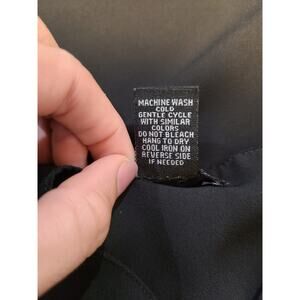 MACHINE WASH
COLD
GENTLE CYCLE
WITH SIMILAR
COLORS
DO NOT BLEACH
HANG TO DRY
COOL IRON ON
REVERSE SIDE
IF NEEDED